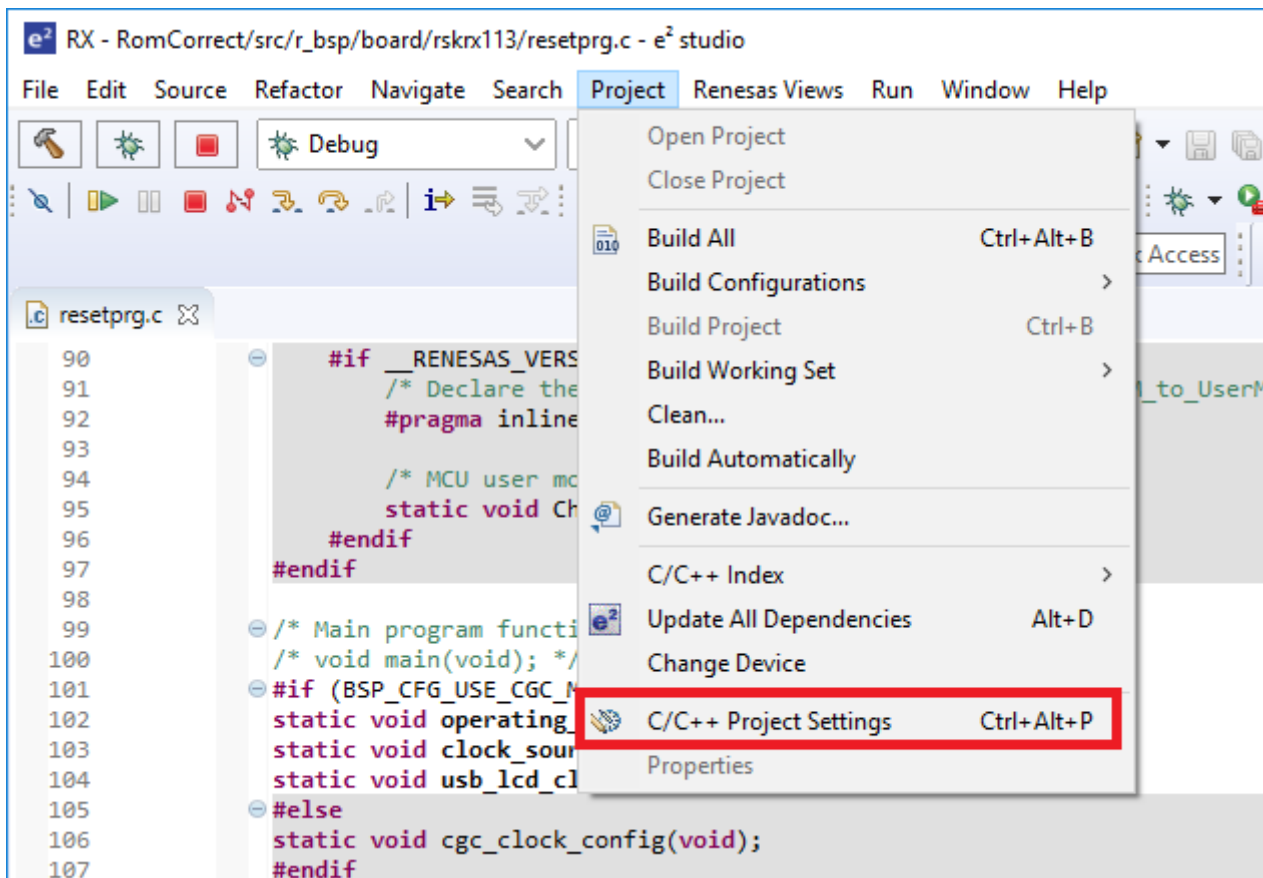 e² RX - RomCorrect/src/r_bsp/board/rskrx113/resetprg.c - e² studio
File Edit Source Refactor Navigate Search Project Renesas Views Run Window Help
Debug
Access
Open Project
Close Project
010 Build All Ctrl+Alt+B
Build Configurations
Build Project Ctrl+B
Build Working Set
Clean...
Build Automatically
@ Generate Javadoc...
C/C++ Index
e² Update All Dependencies Alt+D
Change Device
C/C++ Project Settings Ctrl+Alt+P
Properties
.c resetprg.c
90 #if __RENESAS_VERS
91 /* Declare the _to_UserM
92 #pragma inline
93
94 /* MCU user mo
95 static void Ch
96 #endif
97 #endif
98
99 /* Main program functi
100 /* void main(void); */
101 #if (BSP_CFG_USE_CGC_M
102 static void operating_
103 static void clock_sour
104 static void usb_lcd_cl
105 #else
106 static void cgc_clock_config(void);
107 #endif